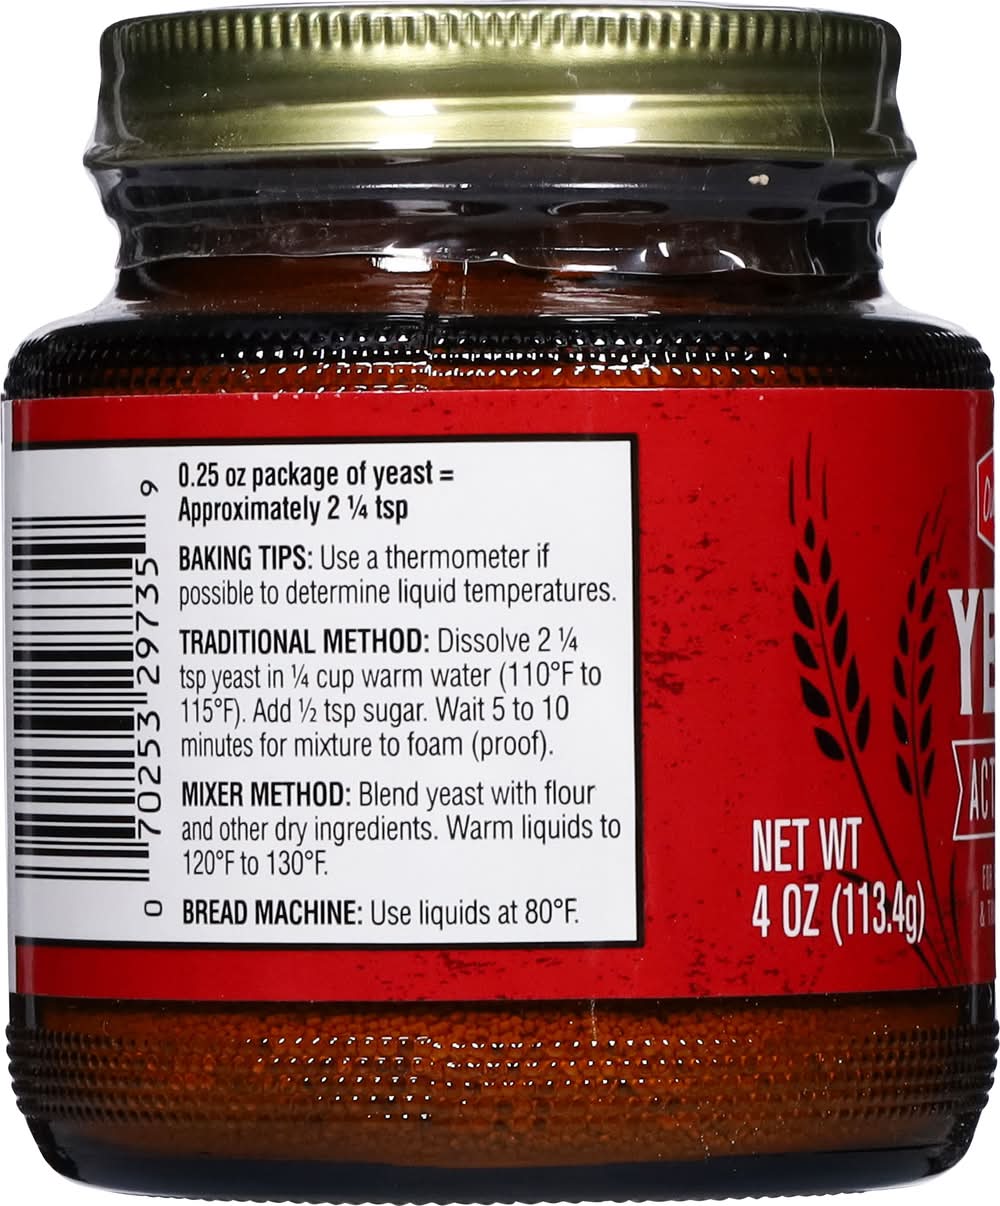 0.25 oz package of yeast =
Approximately 2 ¼ tsp
BAKING TIPS: Use a thermometer if
possible to determine liquid temperatures.
TRADITIONAL METHOD: Dissolve 2 ¼
tsp yeast in ¼ cup warm water (110°F to
115°F). Add ½ tsp sugar. Wait 5 to 10
minutes for mixture to foam (proof).
MIXER METHOD: Blend yeast with flour
and other dry ingredients. Warm liquids to
120°F to 130°F.
BREAD MACHINE: Use liquids at 80°F.
0 70253 29735 9
NET WT
4 OZ (113.4g)